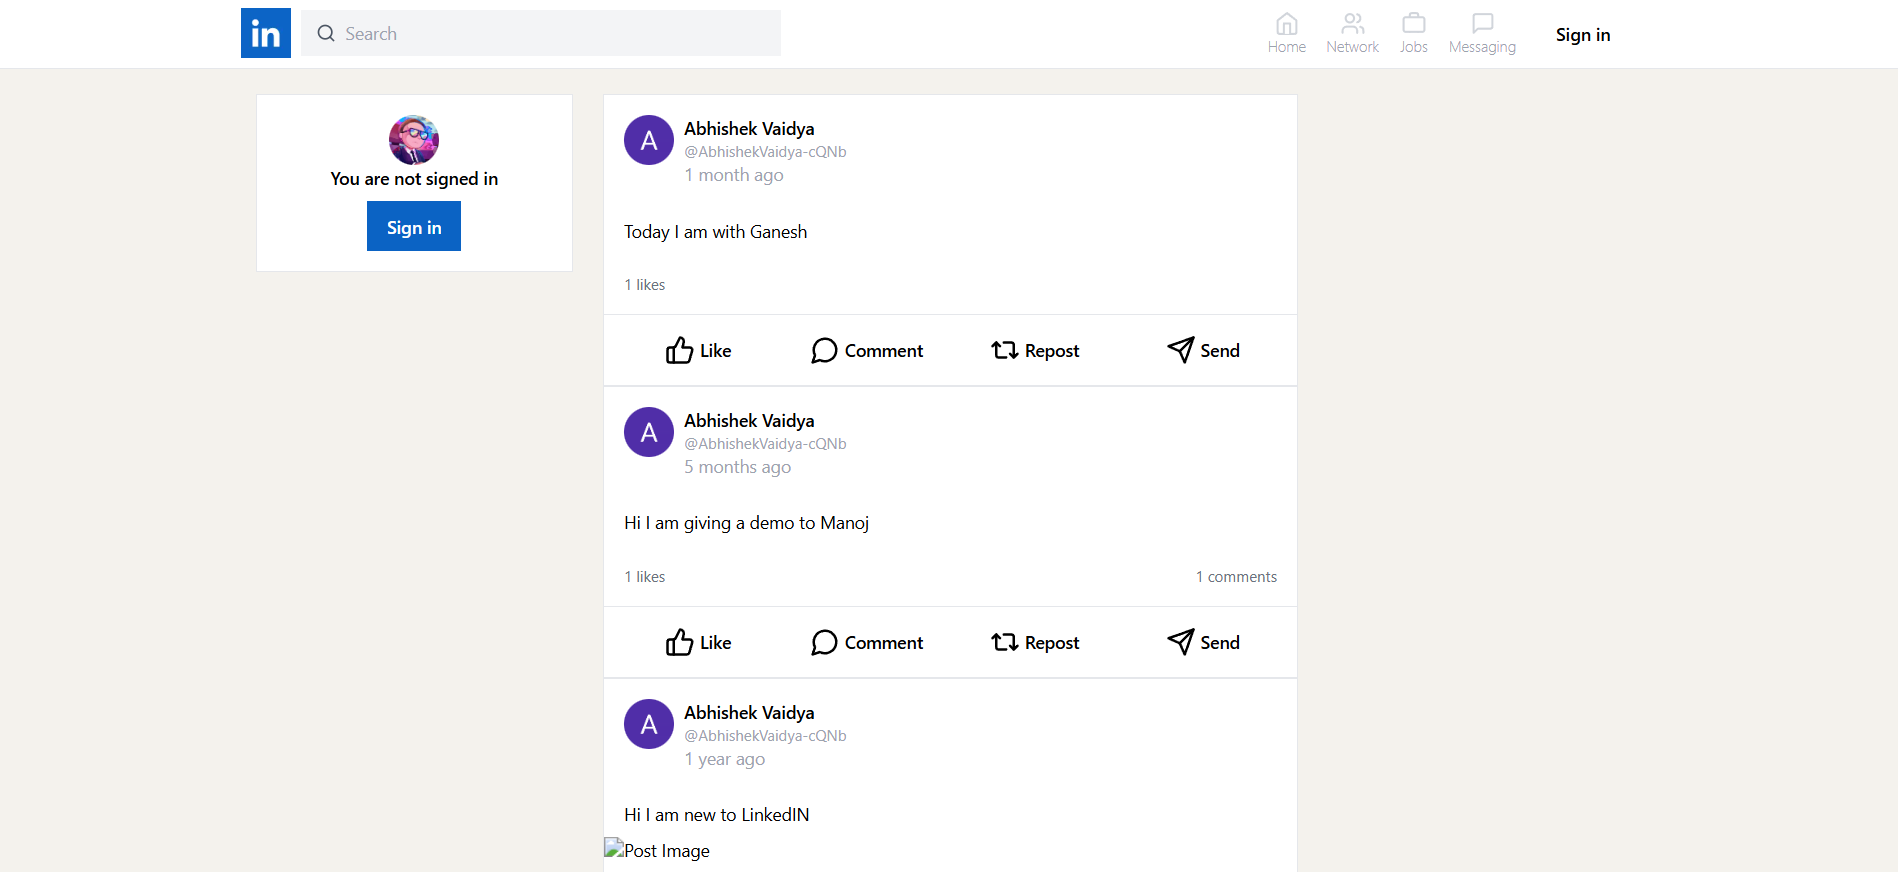 in
Search
Home
Network
Jobs
Messaging
Sign in
You are not signed in
Sign in
A
Abhishek Vaidya
@AbhishekVaidya-cQNb
1 month ago
Today I am with Ganesh
1 likes
Like
Comment
Repost
Send
A
Abhishek Vaidya
@AbhishekVaidya-cQNb
5 months ago
Hi I am giving a demo to Manoj
1 likes
1 comments
Like
Comment
Repost
Send
A
Abhishek Vaidya
@AbhishekVaidya-cQNb
1 year ago
Hi I am new to LinkedIN
Post Image